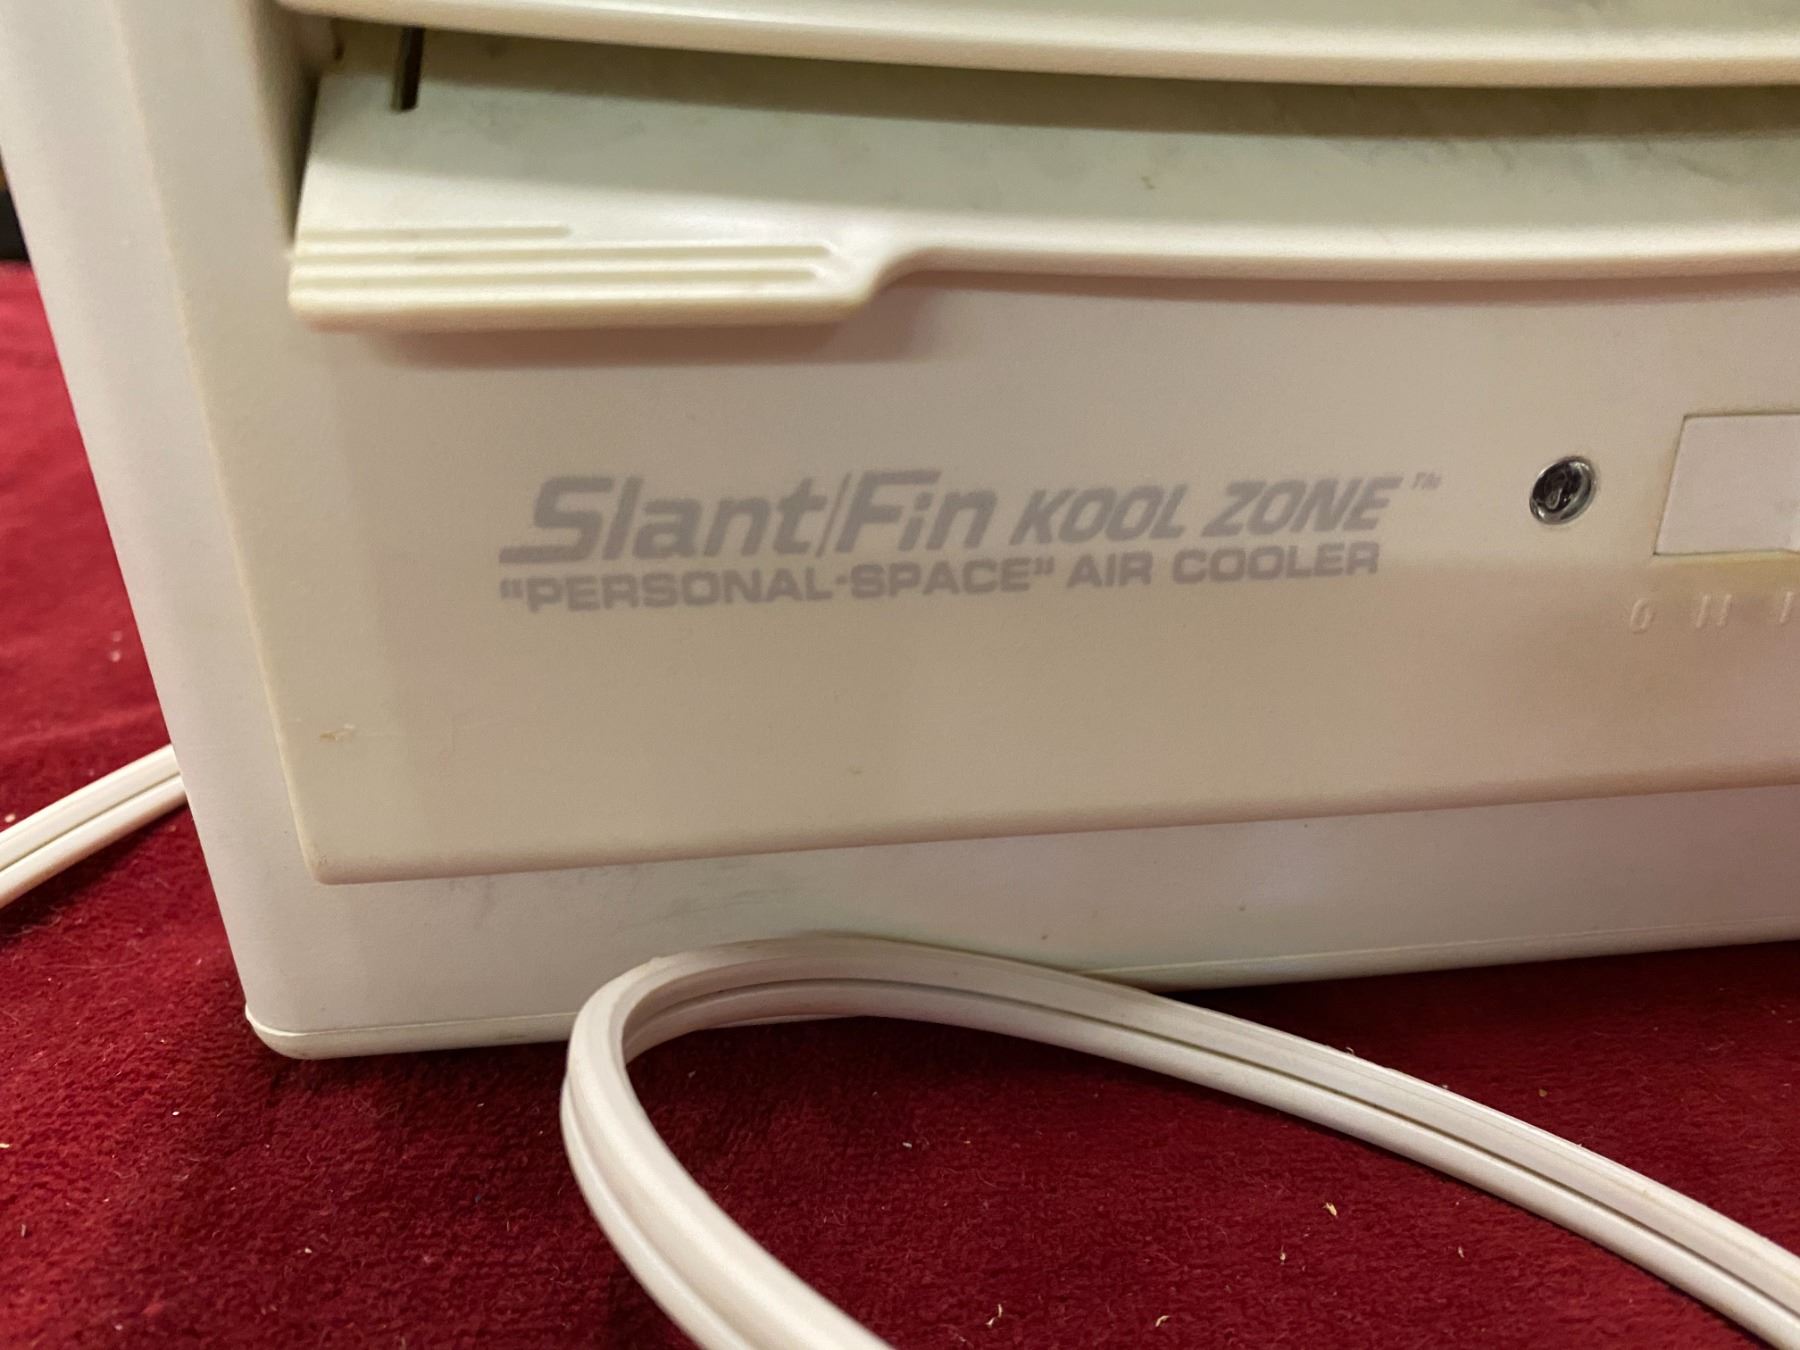 Slant/Fin KOOL ZONE™
"PERSONAL-SPACE" AIR COOLER